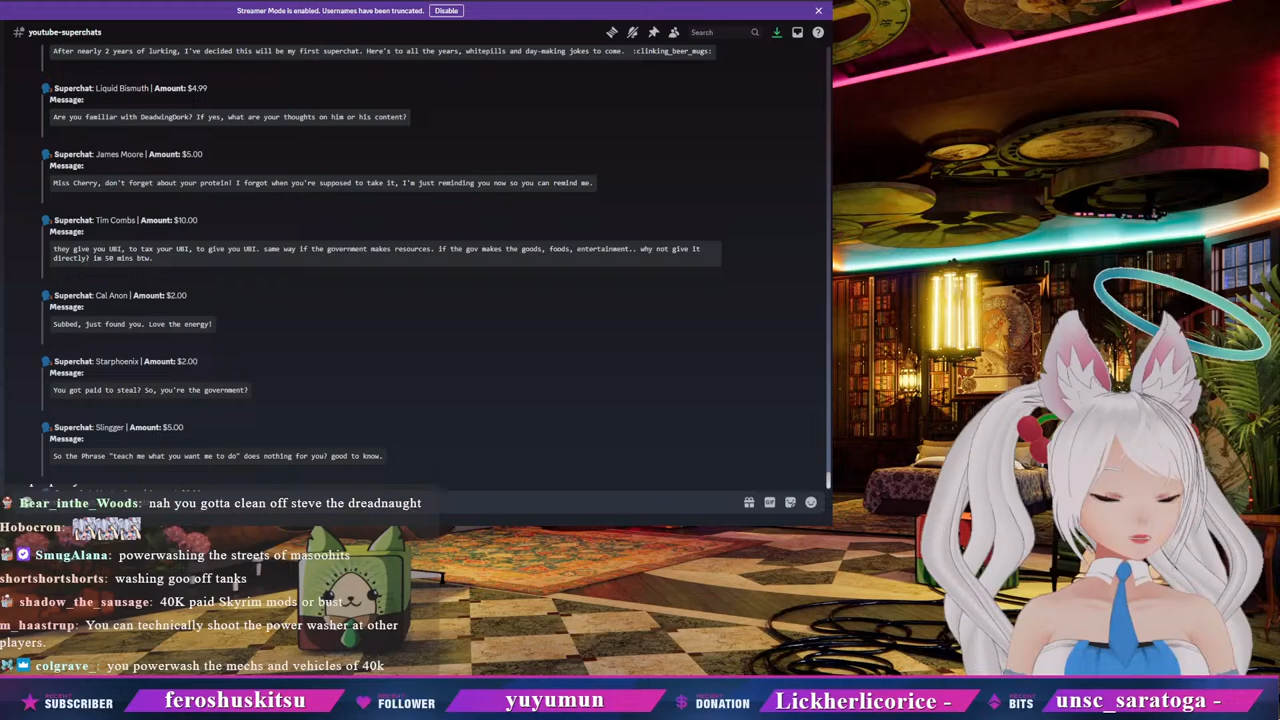 Streamer Mode is enabled. Usernames have been truncated. Disable
youtube-superchats
Search
After nearly 2 years of lurking, I've decided this will be my first superchat. Here's to all the years, whitepills and day-making jokes to come. :clinking_beer_mugs:
Superchat: Liquid Bismuth | Amount: $4.99
Message:
Are you familiar with DeadwingDork? If yes, what are your thoughts on him or his content?
Superchat: James Moore | Amount: $5.00
Message:
Miss Cherry, don't forget about your protein! I forgot when you're supposed to take it, I'm just reminding you now so you can remind me.
Superchat: Tim Combs | Amount: $10.00
Message:
they give you UBI, to tax your UBI, to give you UBI. same way if the government makes resources. if the gov makes the goods, foods, entertainment.. why not give it
directly? im 50 mins btw.
Superchat: Cal Anon | Amount: $2.00
Message:
Subbed, just found you. Love the energy!
Superchat: Starphoenix | Amount: $2.00
Message:
You got paid to steal? So, you're the government?
Superchat: Slingger | Amount: $5.00
Message:
So the Phrase "teach me what you want me to do" does nothing for you? good to know.
Bear_inthe_Woods: nah you gotta clean off steve the dreadnaught
Hobocron:
SmugAlana: powerwashing the streets of masoohits
shortshortshorts: washing goo off tanks
shadow_the_sausage: 40K paid Skyrim mods or bust
m_haastrup: You can technically shoot the power washer at other
players.
colgrave_: you powerwash the mechs and vehicles of 40k
RECENT SUBSCRIBER feroshuskitsu RECENT FOLLOWER yuyumun RECENT DONATION Lickherlicorice - RECENT BITS unsc_saratoga -